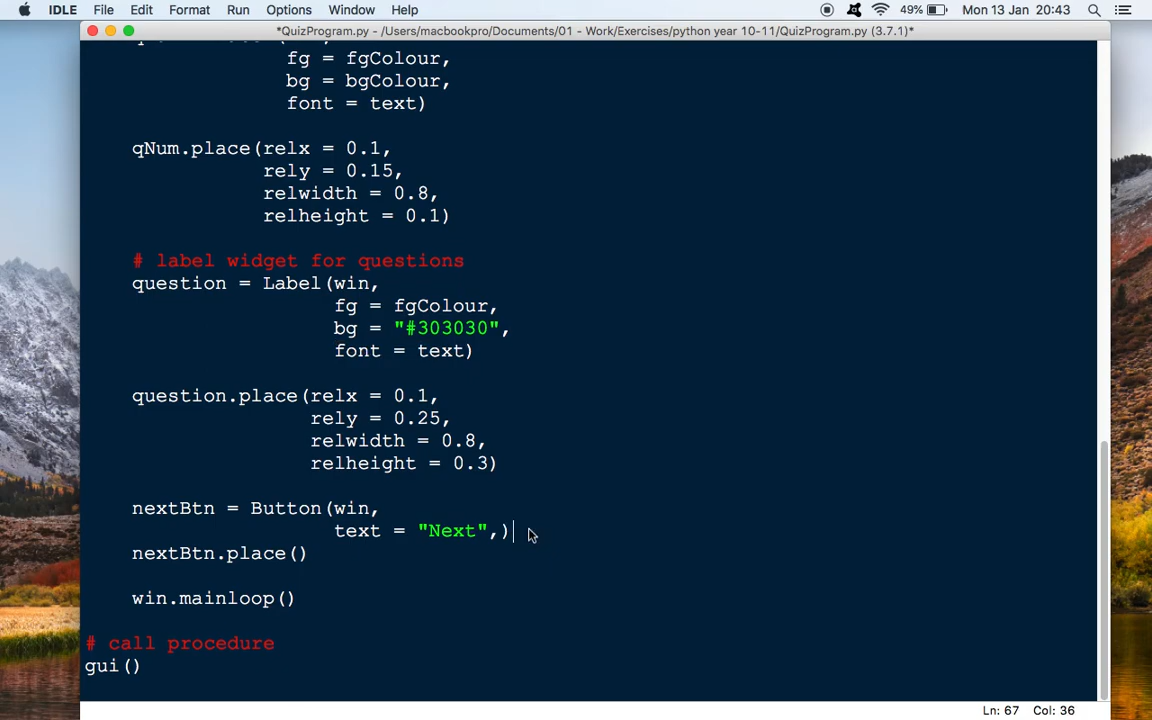 IDLE File Edit Format Run Options Window Help 49% Mon 13 Jan 20:43
*QuizProgram.py - /Users/macbookpro/Documents/01 - Work/Exercises/python year 10-11/QuizProgram.py (3.7.1)*
fg = fgColour,
bg = bgColour,
font = text)
qNum.place(relx = 0.1,
rely = 0.15,
relwidth = 0.8,
relheight = 0.1)
# label widget for questions
question = Label(win,
fg = fgColour,
bg = "#303030",
font = text)
question.place(relx = 0.1,
rely = 0.25,
relwidth = 0.8,
relheight = 0.3)
nextBtn = Button(win,
text = "Next",)
nextBtn.place()
win.mainloop()
# call procedure
gui()
Ln: 67 Col: 36